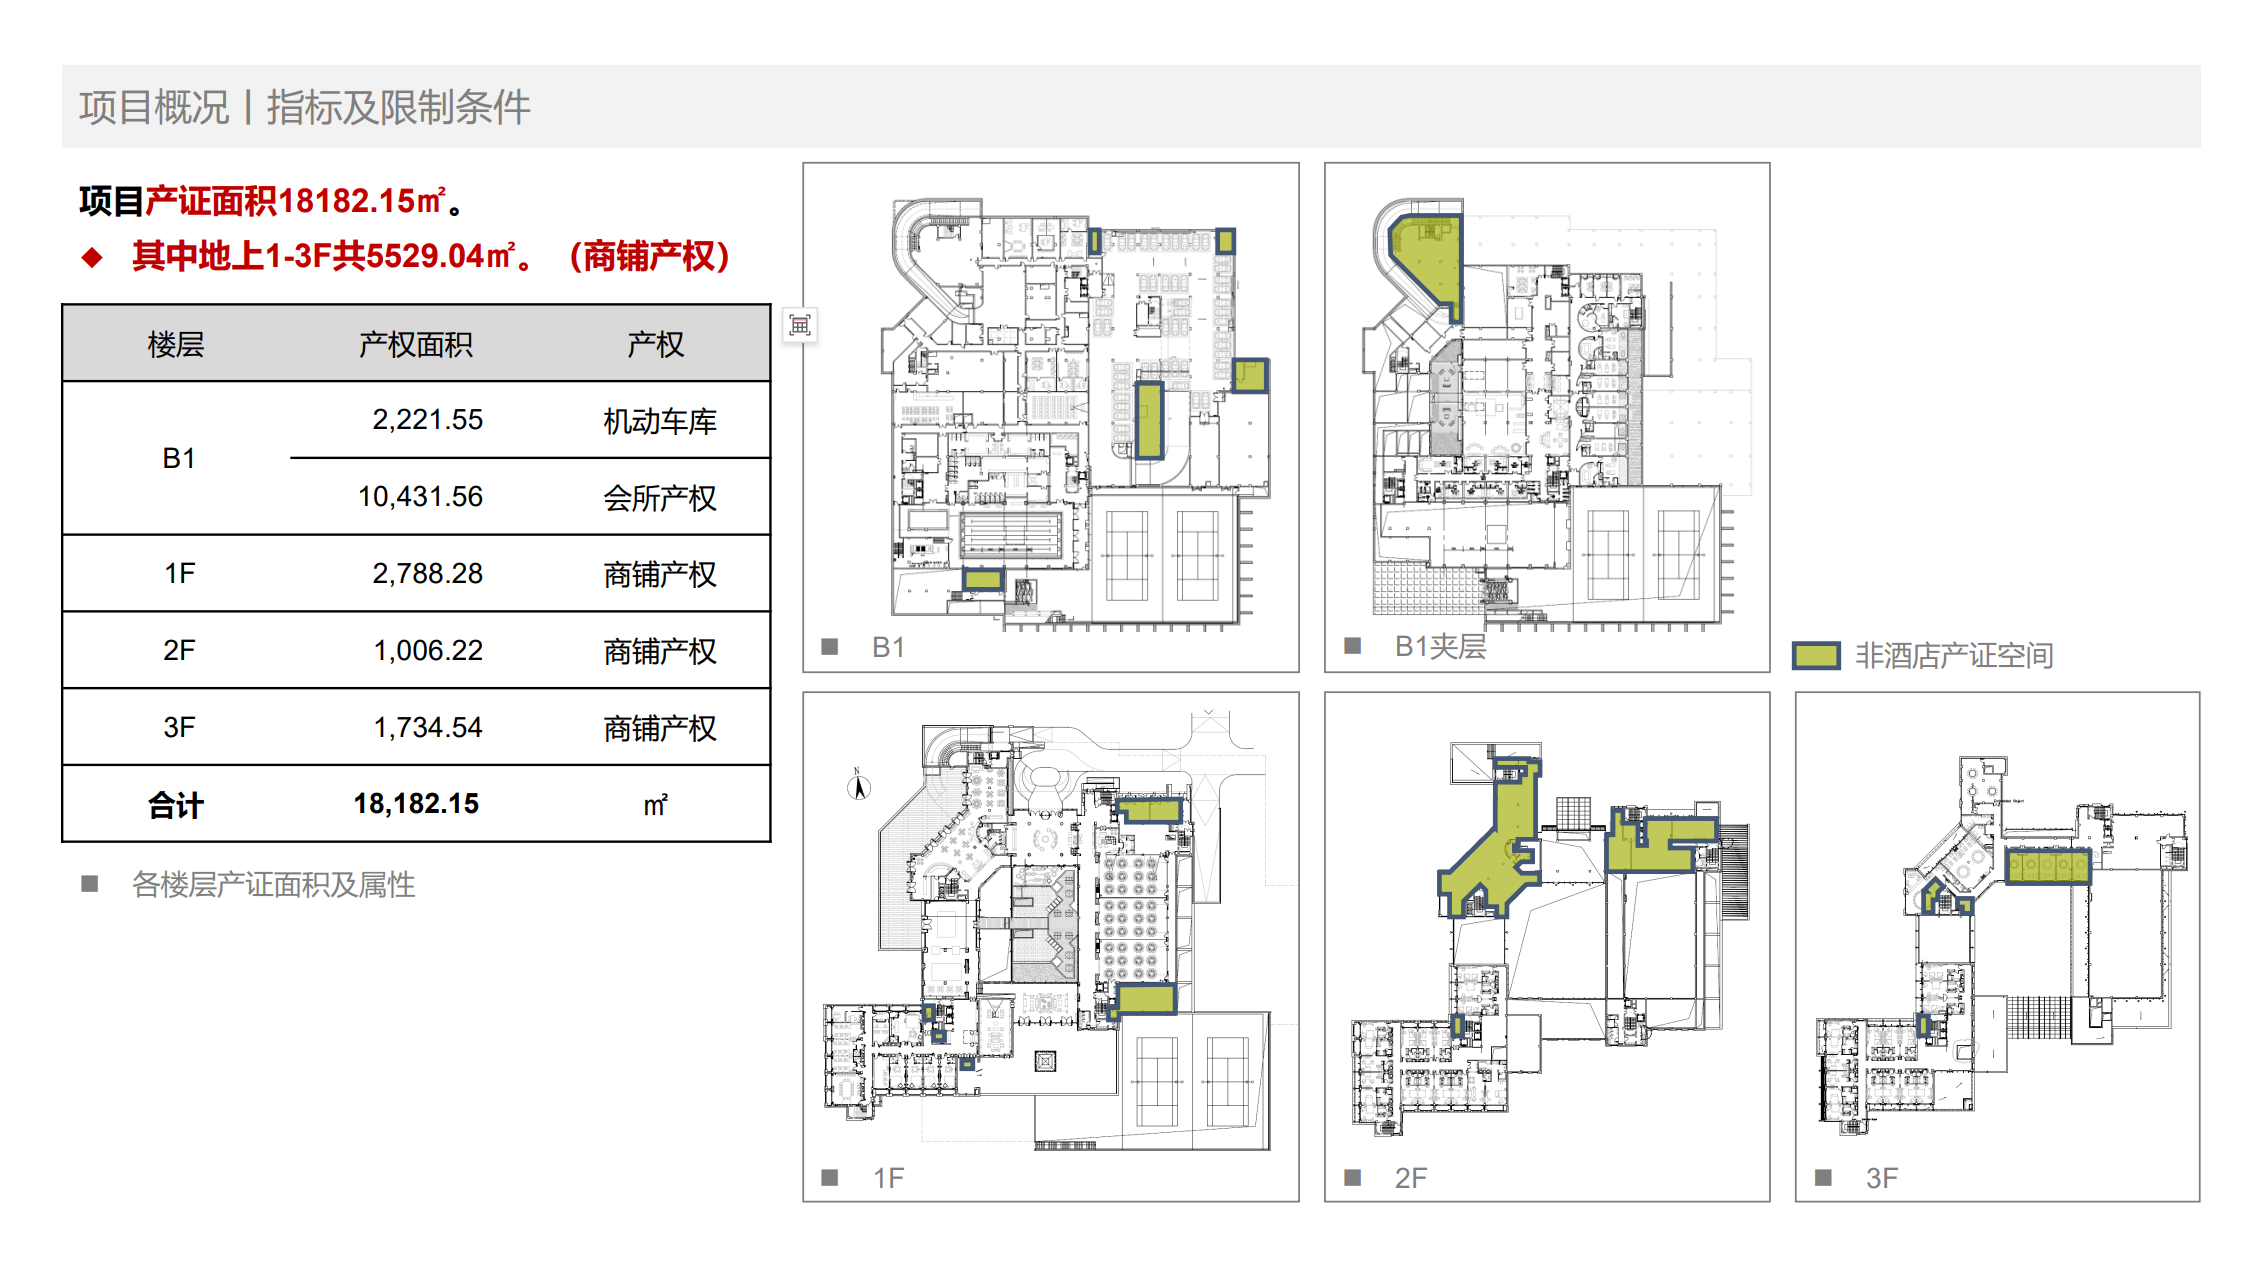 项目概况丨指标及限制条件
项目产证面积18182.15㎡。
◆ 其中地上1-3F共5529.04㎡。（商铺产权）
楼层 产权面积 产权
B1 2,221.55 机动车库
10,431.56 会所产权
1F 2,788.28 商铺产权
2F 1,006.22 商铺产权
3F 1,734.54 商铺产权
合计 18,182.15 ㎡
■ 各楼层产证面积及属性
■ B1
■ B1夹层
非酒店产证空间
N
■ 1F
■ 2F
■ 3F